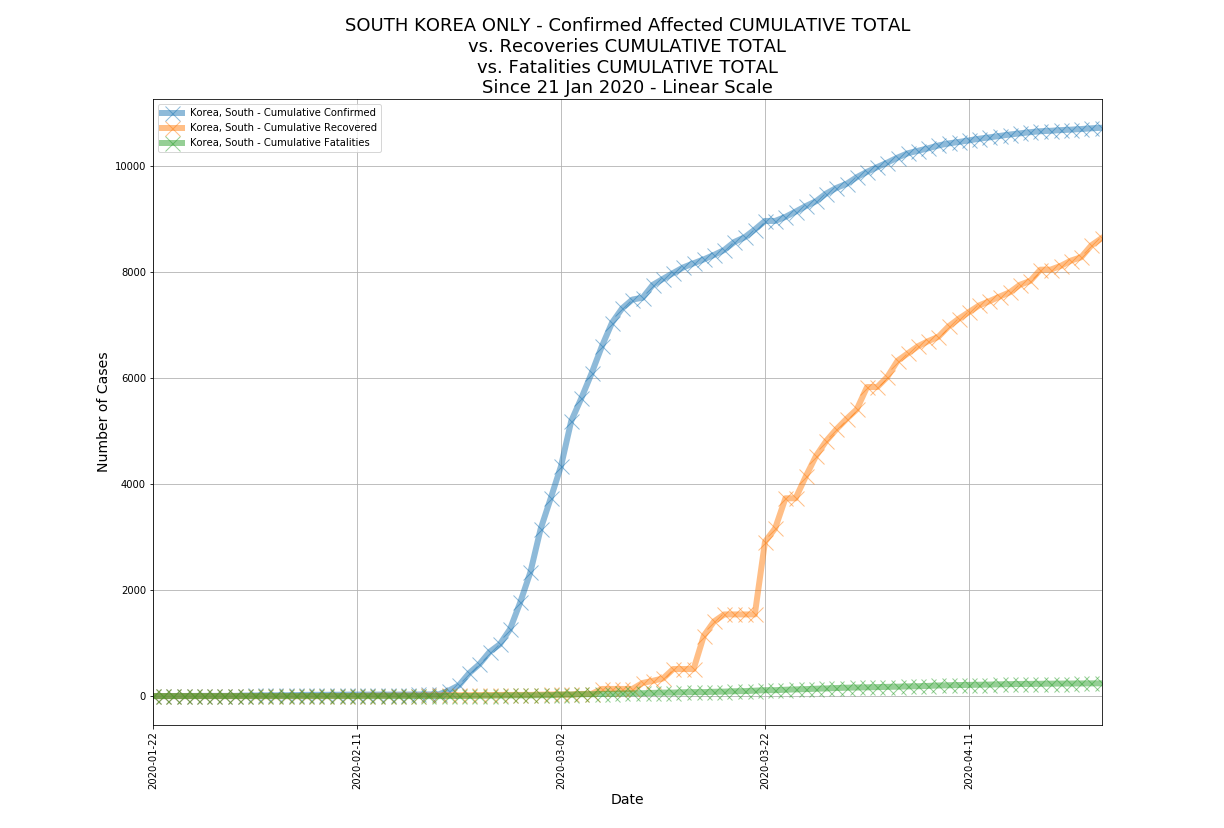 SOUTH KOREA ONLY - Confirmed Affected CUMULATIVE TOTAL
vs. Recoveries CUMULATIVE TOTAL
vs. Fatalities CUMULATIVE TOTAL
Since 21 Jan 2020 - Linear Scale
Korea, South - Cumulative Confirmed
Korea, South - Cumulative Recovered
Korea, South - Cumulative Fatalities
10000
8000
6000
4000
2000
0
Number of Cases
2020-01-22
2020-02-11
2020-03-02
2020-03-22
2020-04-11
Date